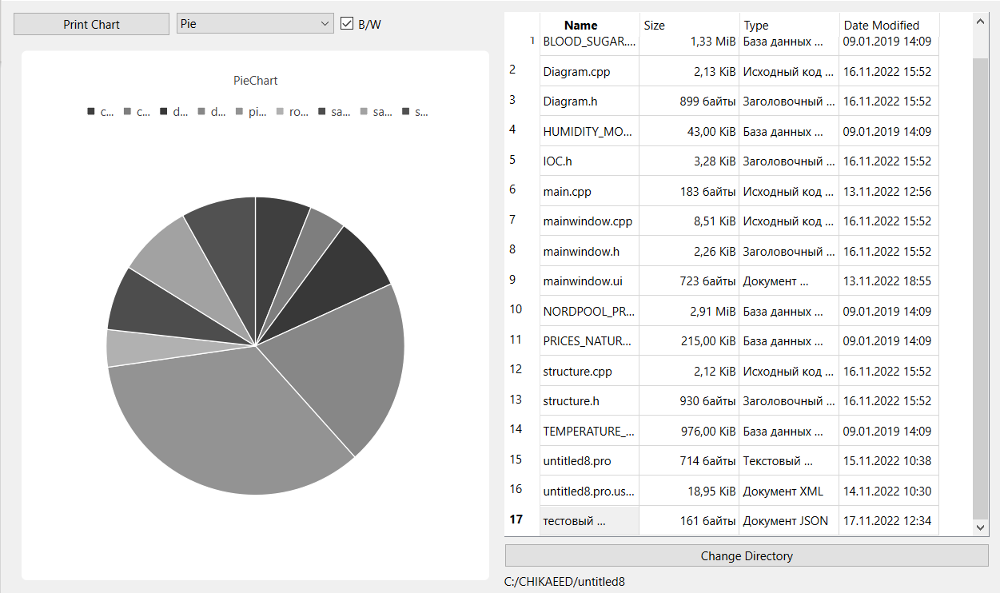 Print Chart Pie B/W
PieChart
c... c... d... d... pi... ro... sa... sa... s...
Name Size Type Date Modified
1 BLOOD_SUGAR.... 1,33 MiB База данных ... 09.01.2019 14:09
2 Diagram.cpp 2,13 KiB Исходный код ... 16.11.2022 15:52
3 Diagram.h 899 байты Заголовочный ... 16.11.2022 15:52
4 HUMIDITY_MO... 43,00 KiB База данных ... 09.01.2019 14:09
5 IOC.h 3,28 KiB Заголовочный ... 16.11.2022 15:52
6 main.cpp 183 байты Исходный код ... 13.11.2022 12:56
7 mainwindow.cpp 8,51 KiB Исходный код ... 16.11.2022 15:52
8 mainwindow.h 2,26 KiB Заголовочный ... 16.11.2022 15:52
9 mainwindow.ui 723 байты Документ ... 13.11.2022 18:55
10 NORDPOOL_PR... 2,91 MiB База данных ... 09.01.2019 14:09
11 PRICES_NATUR... 215,00 KiB База данных ... 09.01.2019 14:09
12 structure.cpp 2,12 KiB Исходный код ... 16.11.2022 15:52
13 structure.h 930 байты Заголовочный ... 16.11.2022 15:52
14 TEMPERATURE_... 976,00 KiB База данных ... 09.01.2019 14:09
15 untitled8.pro 714 байты Текстовый ... 15.11.2022 10:38
16 untitled8.pro.us... 18,95 KiB Документ XML 14.11.2022 10:30
17 тестовый ... 161 байты Документ JSON 17.11.2022 12:34
Change Directory
C:/CHIKAEED/untitled8